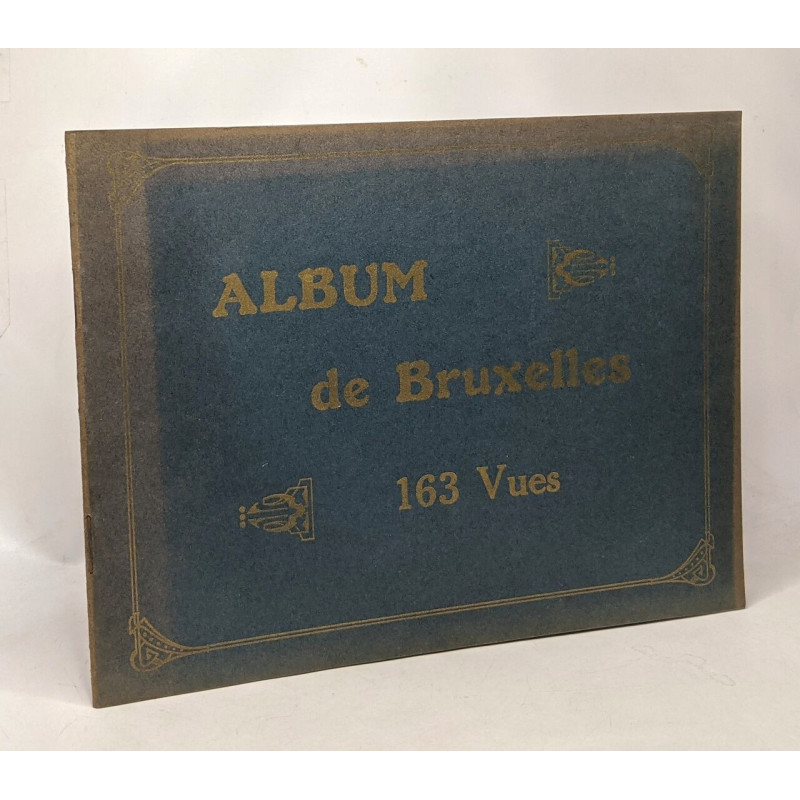 ALBUM
de Bruxelles
163 Vues